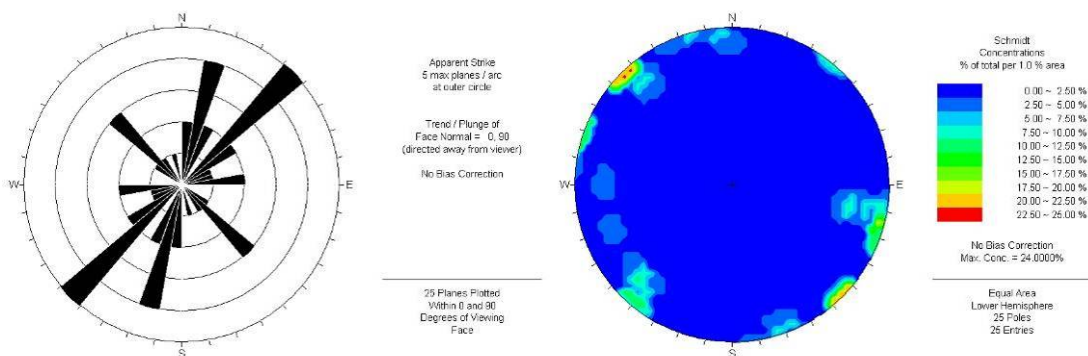 N
W
E
S
Apparent Strike
5 max planes / arc
at outer circle
Trend / Plunge of
Face Normal = 0, 90
(directed away from viewer)
No Bias Correction
25 Planes Plotted
Within 0 and 90
Degrees of Viewing
Face
N
W
E
S
Schmidt
Concentrations
% of total per 1.0 % area
0.00 ~ 2.50 %
2.50 ~ 5.00 %
5.00 ~ 7.50 %
7.50 ~ 10.00 %
10.00 ~ 12.50 %
12.50 ~ 15.00 %
15.00 ~ 17.50 %
17.50 ~ 20.00 %
20.00 ~ 22.50 %
22.50 ~ 25.00 %
No Bias Correction
Max. Conc. = 24.0000%
Equal Area
Lower Hemisphere
25 Poles
25 Entries